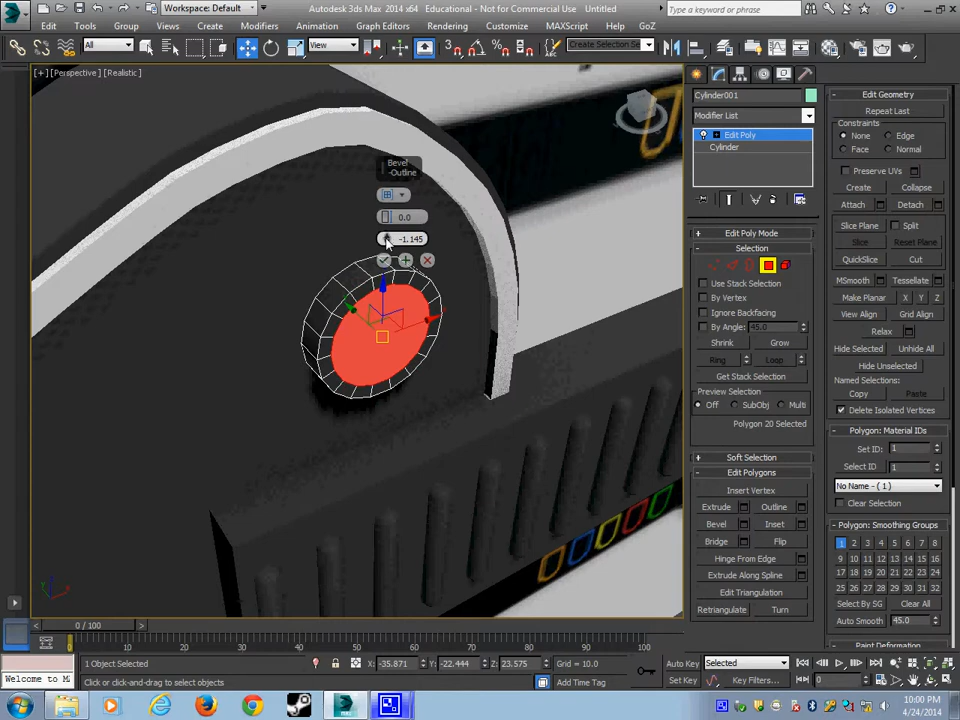 Workspace: Default
Autodesk 3ds Max 2014 x64 Educational - Not for Commercial Use Untitled
Type a keyword or phrase
Edit Tools Group Views Create Modifiers Animation Graph Editors Rendering Customize MAXScript Help GoZ
All
View
Create Selection Se
[+] [Perspective] [Realistic]
Bevel
-Outline
0.0
-1.145
Cylinder001
Modifier List
Edit Poly
Cylinder
Edit Poly Mode
Selection
Use Stack Selection
By Vertex
Ignore Backfacing
By Angle: 45.0
Shrink Grow
Ring Loop
Get Stack Selection
Preview Selection
Off SubObj Multi
Polygon 20 Selected
Soft Selection
Edit Polygons
Insert Vertex
Extrude Outline
Bevel Inset
Bridge Flip
Hinge From Edge
Extrude Along Spline
Edit Triangulation
Retriangulate Turn
Edit Geometry
Repeat Last
Constraints
None Edge
Face Normal
Preserve UVs
Create Collapse
Attach Detach
Slice Plane Split
Slice Reset Plane
QuickSlice Cut
MSmooth Tessellate
Make Planar X Y Z
View Align Grid Align
Relax
Hide Selected Unhide All
Hide Unselected
Named Selections:
Copy Paste
Delete Isolated Vertices
Polygon: Material IDs
Set ID: 1
Select ID 1
No Name - ( 1 )
Clear Selection
Polygon: Smoothing Groups
1 2 3 4 5 6 7 8
9 10 11 12 13 14 15 16
17 18 19 20 21 22 23 24
25 26 27 28 29 30 31 32
Select By SG Clear All
Auto Smooth 45.0
Paint Deformation
0 / 100
0 10 20 30 40 50 60 70 80 90 100
1 Object Selected
X: -35.871 Y: -22.444 Z: 23.575 Grid = 10.0
Auto Key Selected
Welcome to M
Click and drag to select objects
Add Time Tag
Set Key Key Filters... 0
10:00 PM
4/24/2014